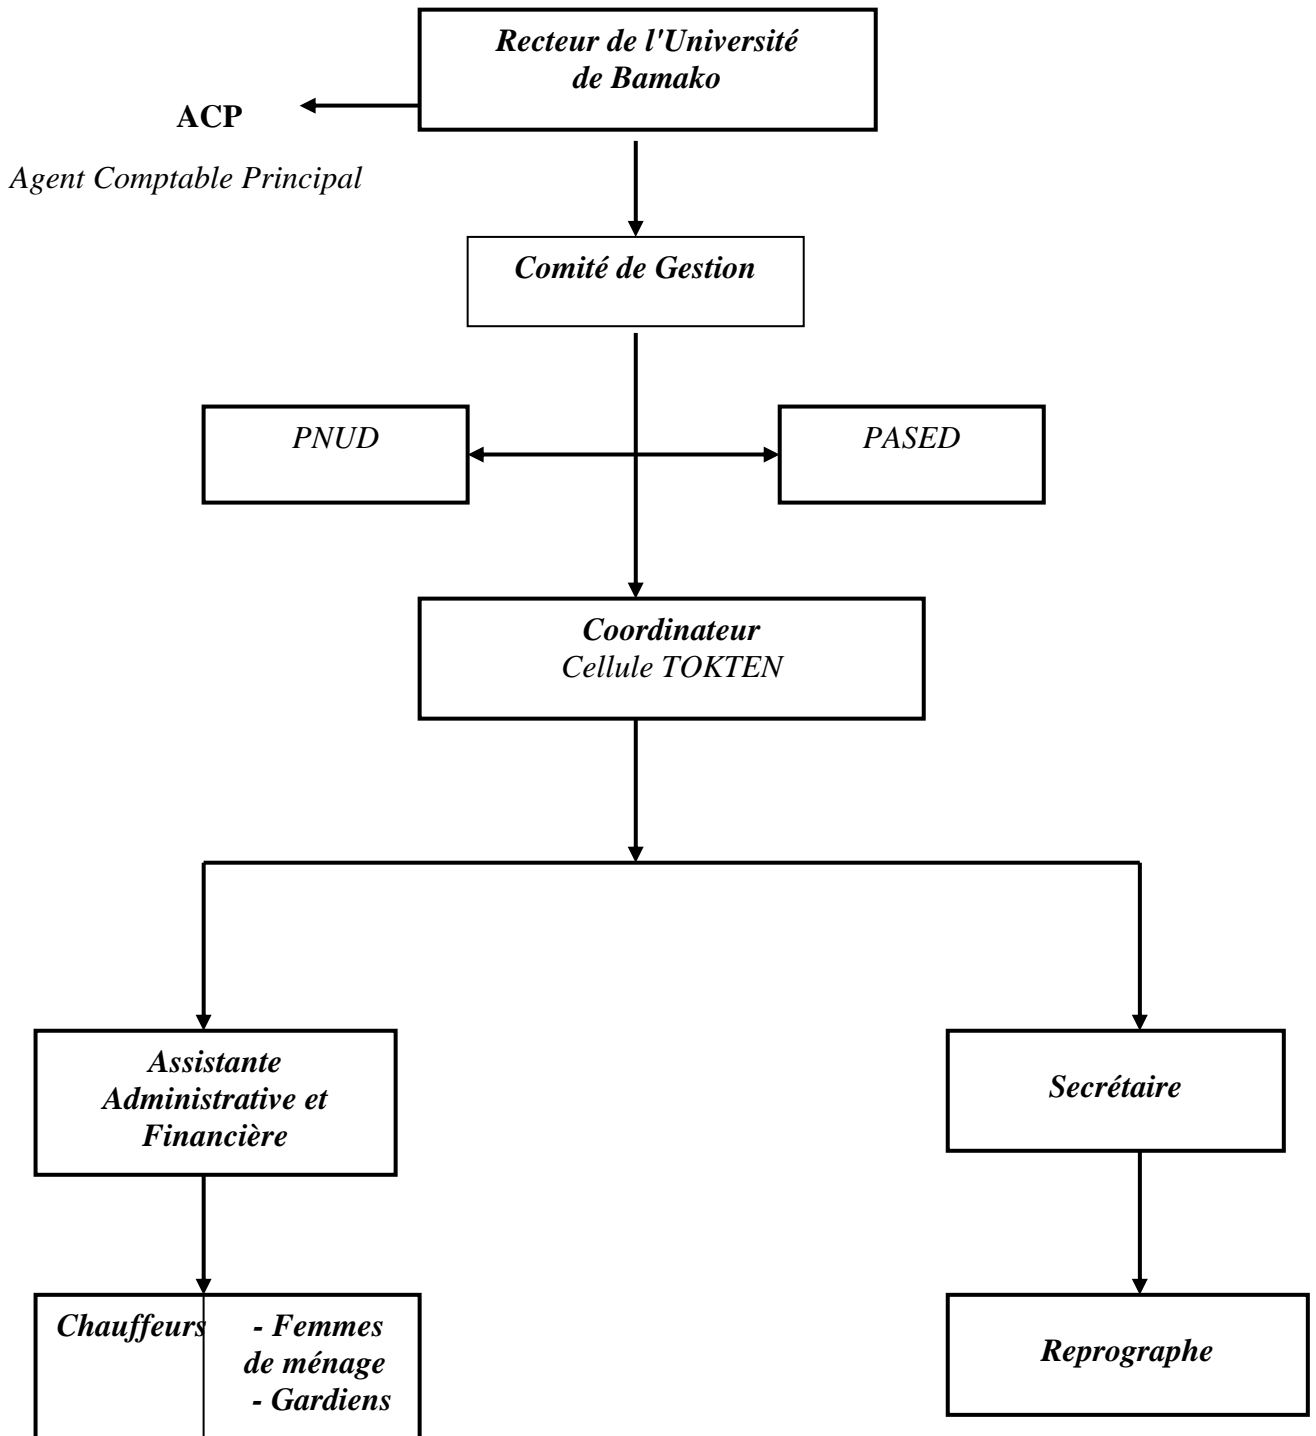 Recteur de l'Université
de Bamako
ACP
Agent Comptable Principal
Comité de Gestion
PNUD
PASED
Coordinateur
Cellule TOKTEN
Assistante
Administrative et
Financière
Secrétaire
Chauffeurs
- Femmes
de ménage
- Gardiens
Reprographe